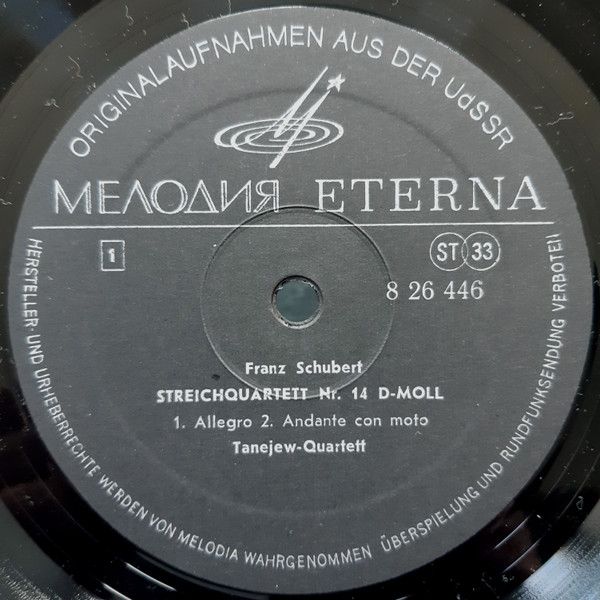 ORIGINALAUFNAHMEN AUS DER UdSSR
МЕЛОДИЯ ETERNA
1
ST 33
8 26 446
Franz Schubert
STREICHQUARTETT Nr. 14 D-MOLL
1. Allegro 2. Andante con moto
Tanejew-Quartett
HERSTELLER- UND URHEBERRECHTE WERDEN VON MELODIA WAHRGENOMMEN ÜBERSPIELUNG UND RUNDFUNKSENDUNG VERBOTEN